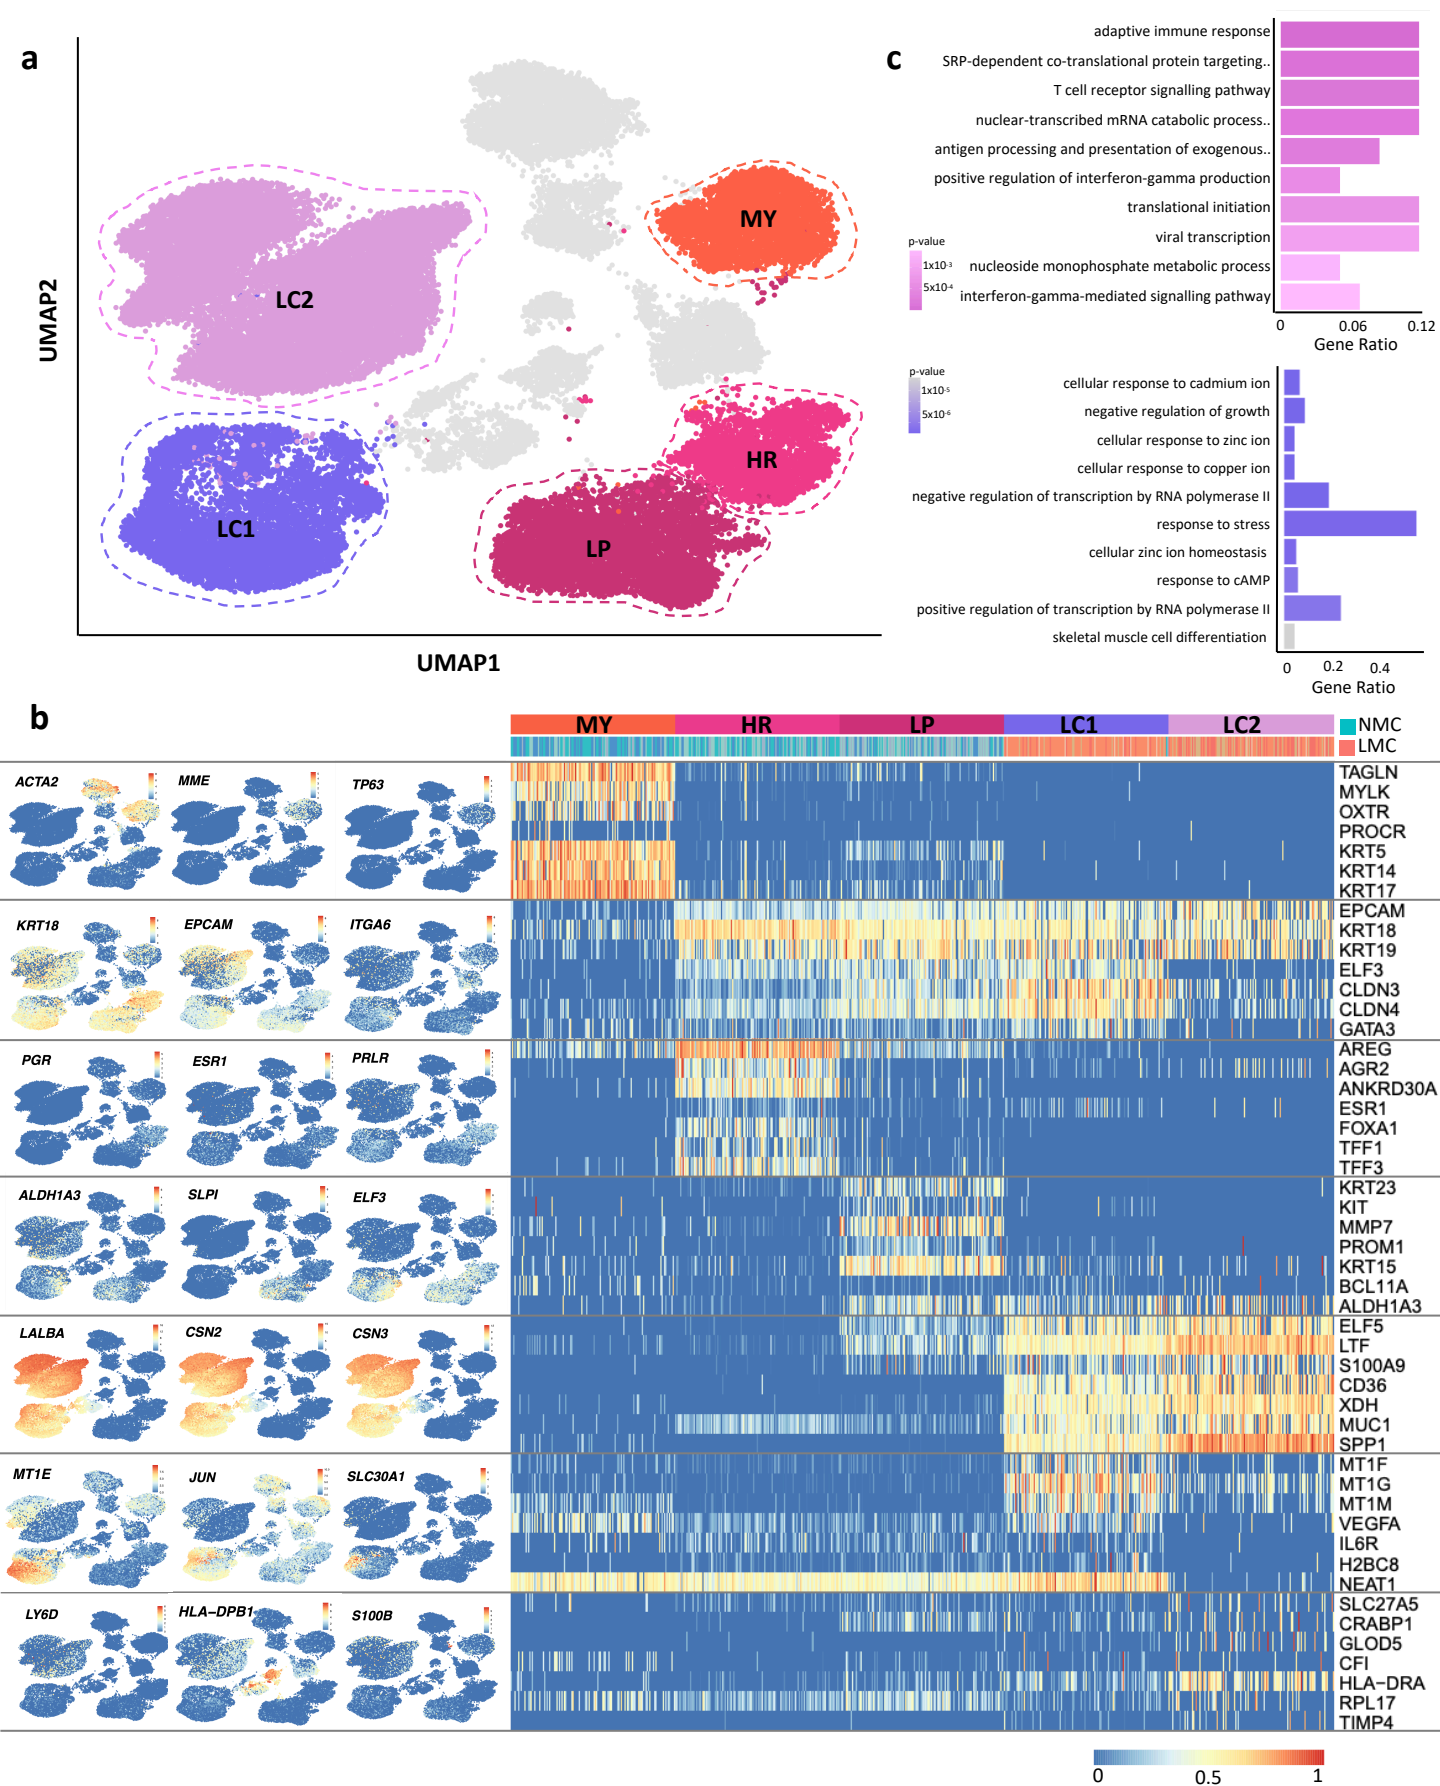 a
UMAP2
UMAP1
LC2
LC1
MY
HR
LP
c
adaptive immune response
SRP-dependent co-translational protein targeting..
T cell receptor signalling pathway
nuclear-transcribed mRNA catabolic process..
antigen processing and presentation of exogenous..
positive regulation of interferon-gamma production
translational initiation
viral transcription
nucleoside monophosphate metabolic process
interferon-gamma-mediated signalling pathway
p-value
1x10-3
5x10-4
0 0.06 0.12
Gene Ratio
p-value
1x10-5
5x10-6
cellular response to cadmium ion
negative regulation of growth
cellular response to zinc ion
cellular response to copper ion
negative regulation of transcription by RNA polymerase II
response to stress
cellular zinc ion homeostasis
response to cAMP
positive regulation of transcription by RNA polymerase II
skeletal muscle cell differentiation
0 0.2 0.4
Gene Ratio
b
MY HR LP LC1 LC2
NMC
LMC
ACTA2 MME TP63
KRT18 EPCAM ITGA6
PGR ESR1 PRLR
ALDH1A3 SLPI ELF3
LALBA CSN2 CSN3
MT1E JUN SLC30A1
LY6D HLA-DPB1 S100B
TAGLN
MYLK
OXTR
PROCR
KRT5
KRT14
KRT17
EPCAM
KRT18
KRT19
ELF3
CLDN3
CLDN4
GATA3
AREG
AGR2
ANKRD30A
ESR1
FOXA1
TFF1
TFF3
KRT23
KIT
MMP7
PROM1
KRT15
BCL11A
ALDH1A3
ELF5
LTF
S100A9
CD36
XDH
MUC1
SPP1
MT1F
MT1G
MT1M
VEGFA
IL6R
H2BC8
NEAT1
SLC27A5
CRABP1
GLOD5
CFI
HLA-DRA
RPL17
TIMP4
0 0.5 1